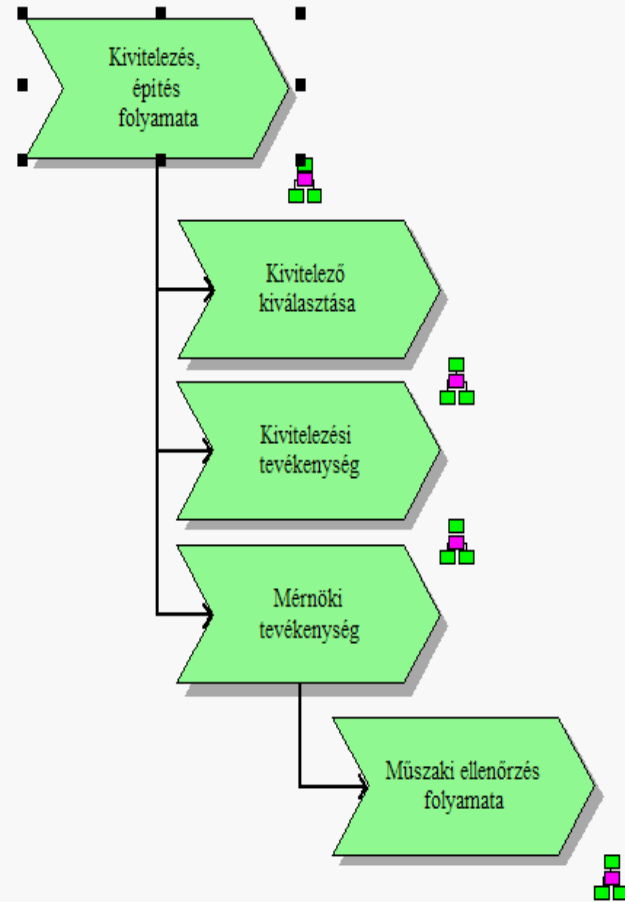 Kivitelezés,
építés
folyamata
Kivitelező
kiválasztása
Kivitelezési
tevékenység
Mérnöki
tevékenység
Műszaki ellenőrzés
folyamata